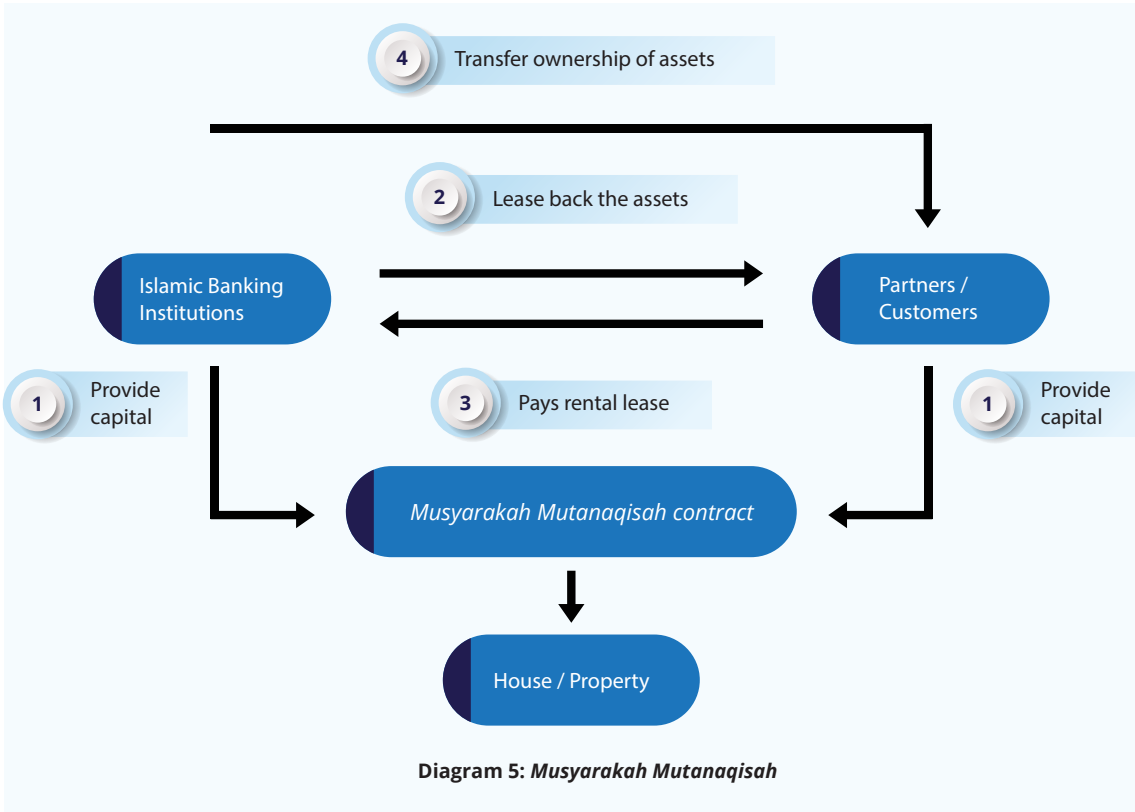 4
Transfer ownership of assets
2
Lease back the assets
Islamic Banking
Institutions
Partners /
Customers
1
Provide
capital
3
Pays rental lease
1
Provide
capital
Musyarakah Mutanaqisah contract
House / Property
Diagram 5: Musyarakah Mutanaqisah